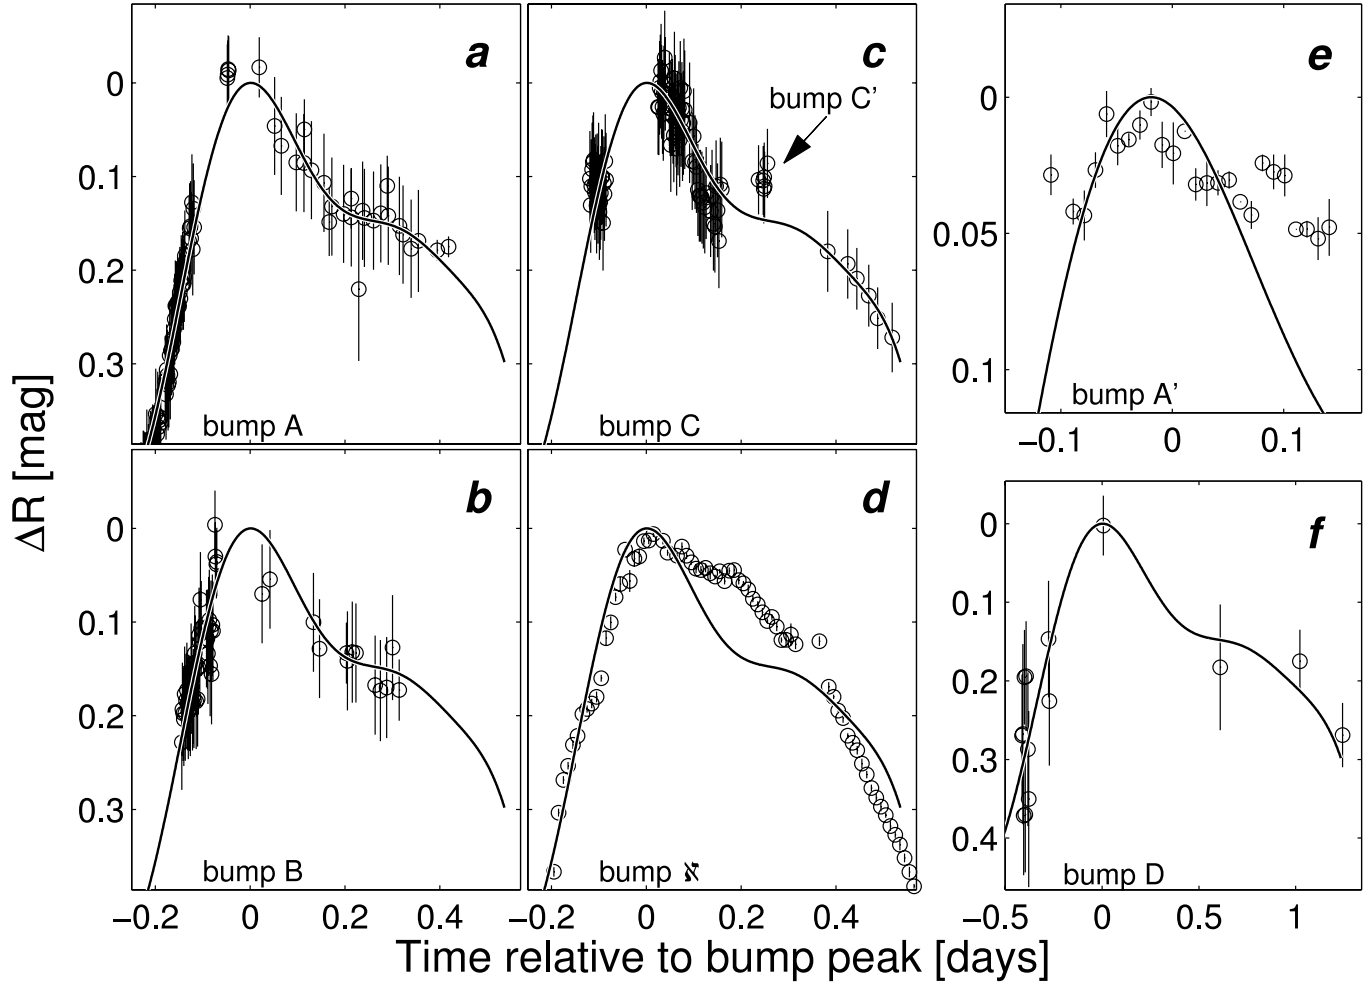 a
0
0.1
0.2
0.3
bump A
c
bump C’
bump C
e
0
0.05
0.1
bump A’
−0.1 0 0.1
ΔR [mag]
b
0
0.1
0.2
0.3
bump B
−0.2 0 0.2 0.4
d
bump ℵ
−0.2 0 0.2 0.4
f
0
0.1
0.2
0.3
0.4
bump D
−0.5 0 0.5 1
Time relative to bump peak [days]